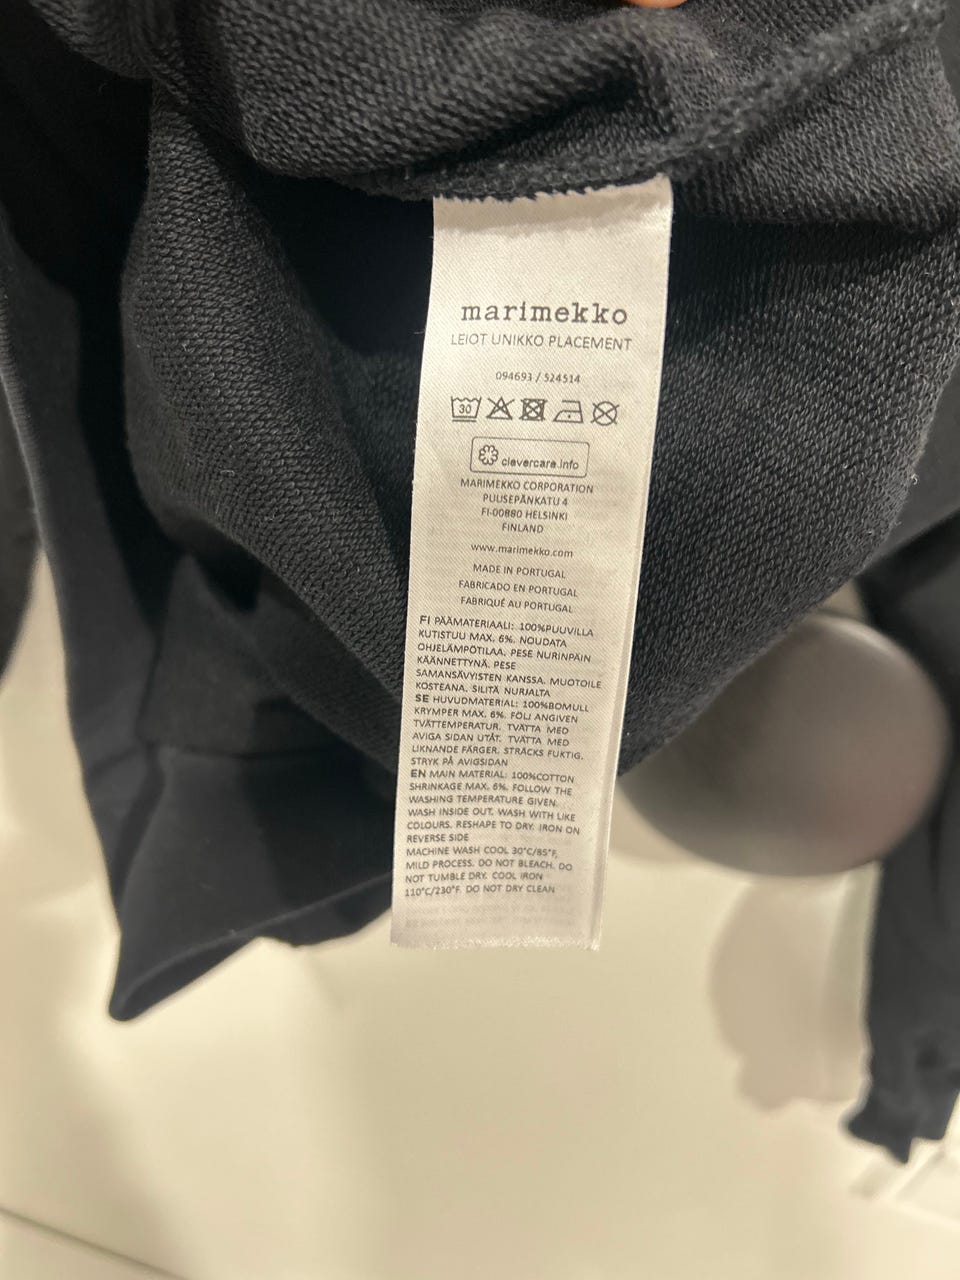 marimekko
LEIOT UNIKKO PLACEMENT
094693 / 524514
30
clevercare.info
MARIMEKKO CORPORATION
PUUSEPÄNKATU 4
FI-00880 HELSINKI
FINLAND
www.marimekko.com
MADE IN PORTUGAL
FABRICADO EN PORTUGAL
FABRIQUÉ AU PORTUGAL
FI PÄÄMATERIAALI: 100%PUUVILLA
KUTISTUU MAX. 6%. NOUDATA
OHJELÄMPÖTILAA. PESE NURINPÄIN
KÄÄNNETTYNÄ. PESE
SAMANSÄVYISTEN KANSSA. MUOTOILE
KOSTEANA. SILITÄ NURJALTA
SE HUVUDMATERIAL: 100%BOMULL
KRYMPER MAX. 6%. FÖLJ ANGIVEN
TVÄTTEMPERATUR. TVÄTTA MED
AVIGA SIDAN UTÅT. TVÄTTA MED
LIKNANDE FÄRGER. STRÄCKS FUKTIG.
STRYK PÅ AVIGSIDAN
EN MAIN MATERIAL: 100%COTTON
SHRINKAGE MAX. 6%. FOLLOW THE
WASHING TEMPERATURE GIVEN.
WASH INSIDE OUT. WASH WITH LIKE
COLOURS. RESHAPE TO DRY. IRON ON
REVERSE SIDE
MACHINE WASH COOL 30°C/85°F,
MILD PROCESS. DO NOT BLEACH. DO
NOT TUMBLE DRY. COOL IRON
110°C/230°F. DO NOT DRY CLEAN